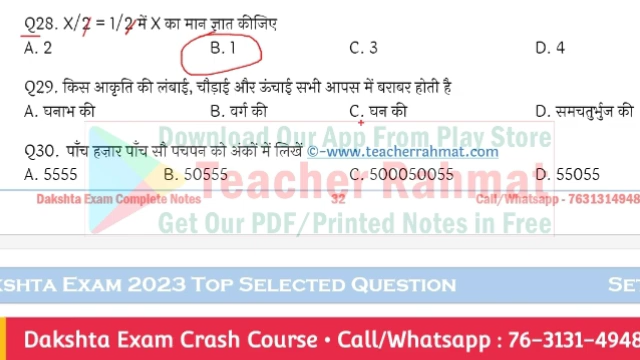 Q28. X/2 = 1/2 में X का मान ज्ञात कीजिए
A. 2 B. 1 C. 3 D. 4
Q29. किस आकृति की लंबाई, चौड़ाई और ऊंचाई सभी आपस में बराबर होती है
A. घनाभ की B. वर्ग की C. घन की D. समचतुर्भुज की
Download Our App From Play Store
Q30. पाँच हज़ार पाँच सौ पचपन को अंकों में लिखें ©-www.teacherrahmat.com
A. 5555 B. 50555 C. 500050055 D. 55055
Teacher Rahmat
Dakshta Exam Complete Notes 32 Call/Whatsapp - 7631314948
Get Our PDF/Printed Notes in Free
KSHTA EXAM 2023 TOP SELECTED QUESTION SE
Dakshta Exam Crash Course • Call/Whatsapp : 76-3131-4948